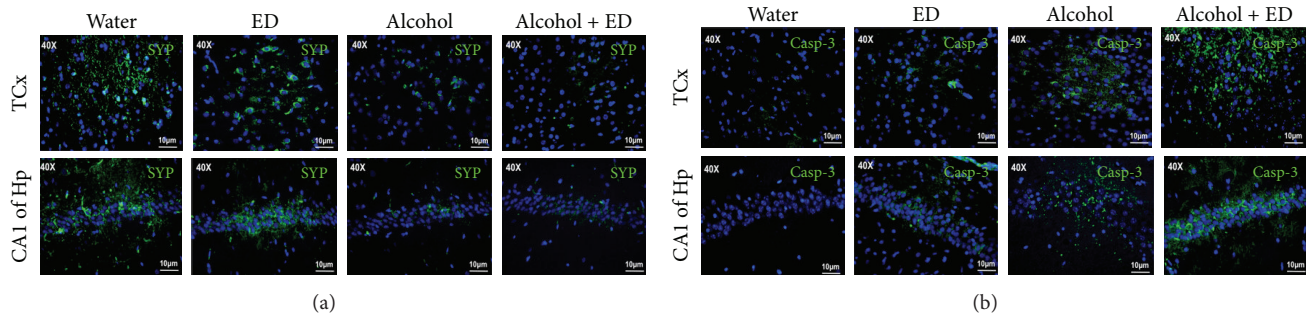 Water ED Alcohol Alcohol + ED
TCx
40X SYP 10μm 40X SYP 10μm 40X SYP 10μm 40X SYP 10μm
CA1 of Hp
40X SYP 10μm 40X SYP 10μm 40X SYP 10μm 40X SYP 10μm
(a)
Water ED Alcohol Alcohol + ED
TCx
40X Casp-3 10μm 40X Casp-3 10μm 40X Casp-3 10μm 40X Casp-3 10μm
CA1 of Hp
40X Casp-3 10μm 40X Casp-3 10μm 40X Casp-3 10μm 40X Casp-3 10μm
(b)